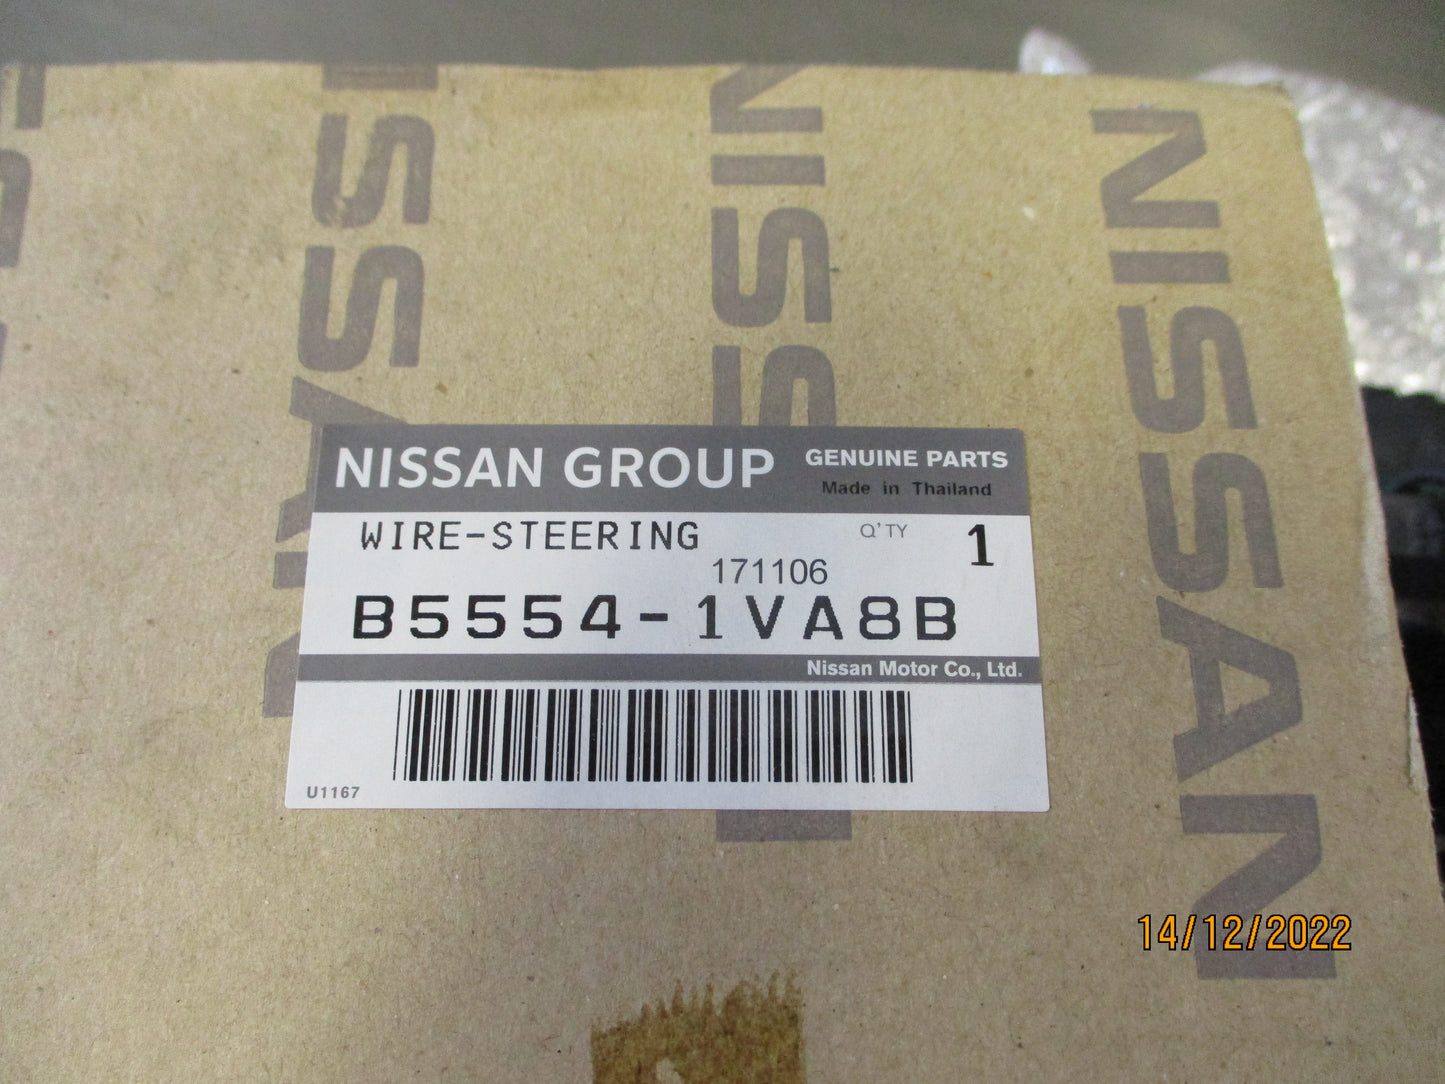 NISSAN
NISSAN
NISSAN GROUP
GENUINE PARTS
Made in Thailand
WIRE-STEERING
Q'TY 1
171106
B5554-1VA8B
Nissan Motor Co., Ltd.
U1167
14/12/2022